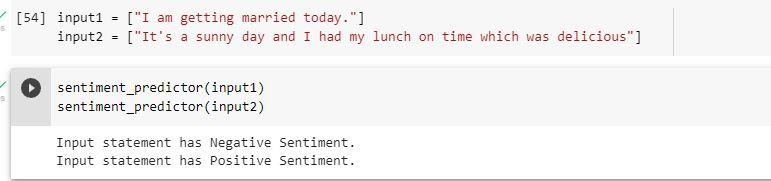 [54] input1 = ["I am getting married today."]
input2 = ["It's a sunny day and I had my lunch on time which was delicious"]
sentiment_predictor(input1)
sentiment_predictor(input2)
Input statement has Negative Sentiment.
Input statement has Positive Sentiment.